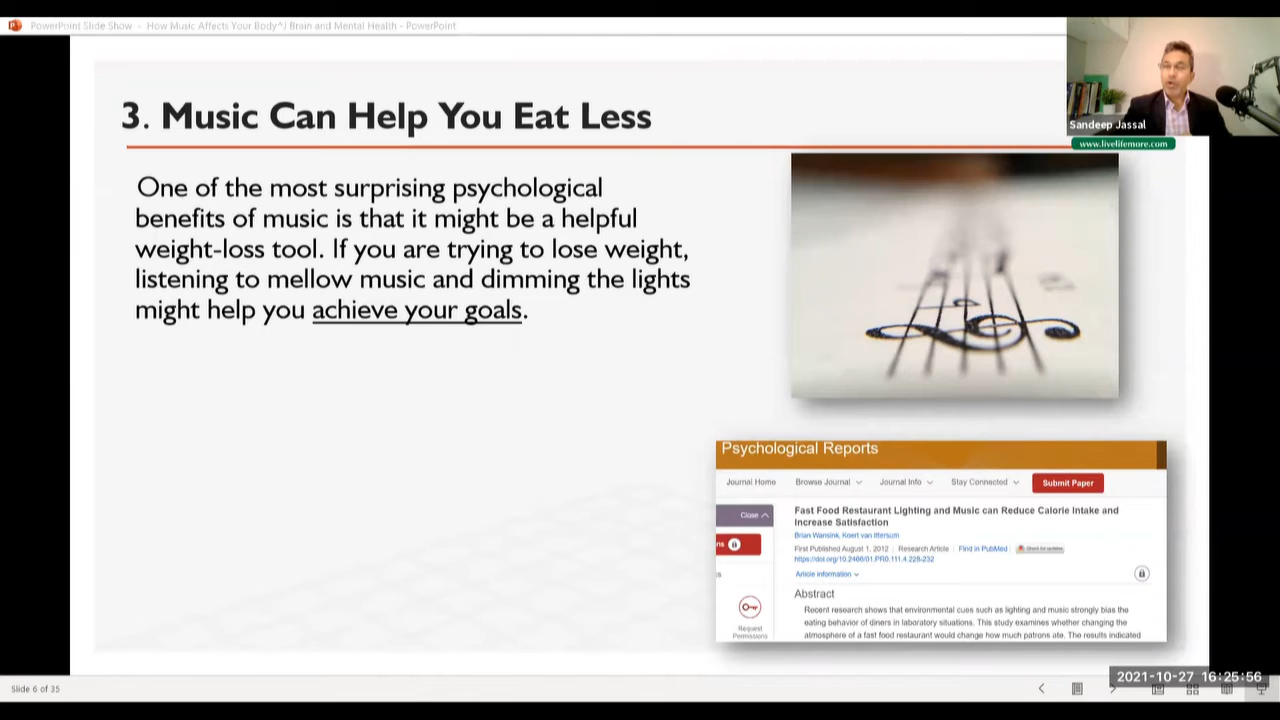 PowerPoint Slide Show - How Music Affects Your Body^J Brain and Mental Health - PowerPoint
Sandeep Jassal
www.livelifemore.com
3. Music Can Help You Eat Less
One of the most surprising psychological
benefits of music is that it might be a helpful
weight-loss tool. If you are trying to lose weight,
listening to mellow music and dimming the lights
might help you achieve your goals.
Psychological Reports
Journal Home Browse Journal Journal Info Stay Connected Submit Paper
Close
Fast Food Restaurant Lighting and Music can Reduce Calorie Intake and
Increase Satisfaction
Brian Wansink, Koert van Ittersum
First Published August 1, 2012 Research Article Find in PubMed Check for updates
https://doi.org/10.2466/01.PR0.111.4.228-232
Article information
Abstract
Recent research shows that environmental cues such as lighting and music strongly bias the
eating behavior of diners in laboratory situations. This study examines whether changing the
atmosphere of a fast food restaurant would change how much patrons ate. The results indicated
Request
Permissions
Slide 6 of 35
2021-10-27 16:25:56